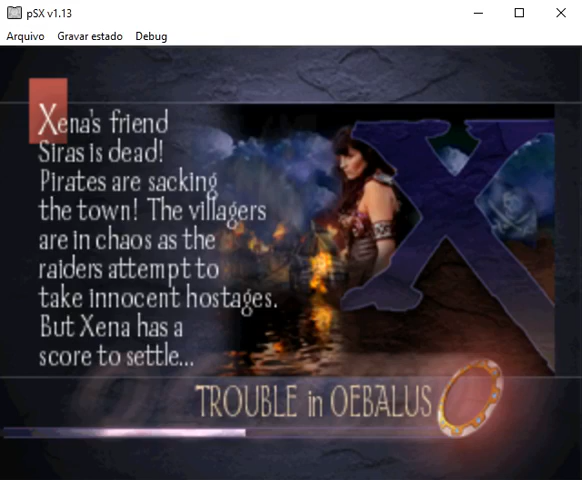 pSX v1.13
Arquivo Gravar estado Debug
Xena's friend
Siras is dead!
Pirates are sacking
the town! The villagers
are in chaos as the
raiders attempt to
take innocent hostages.
But Xena has a
score to settle...
X
TROUBLE in OEBALUS